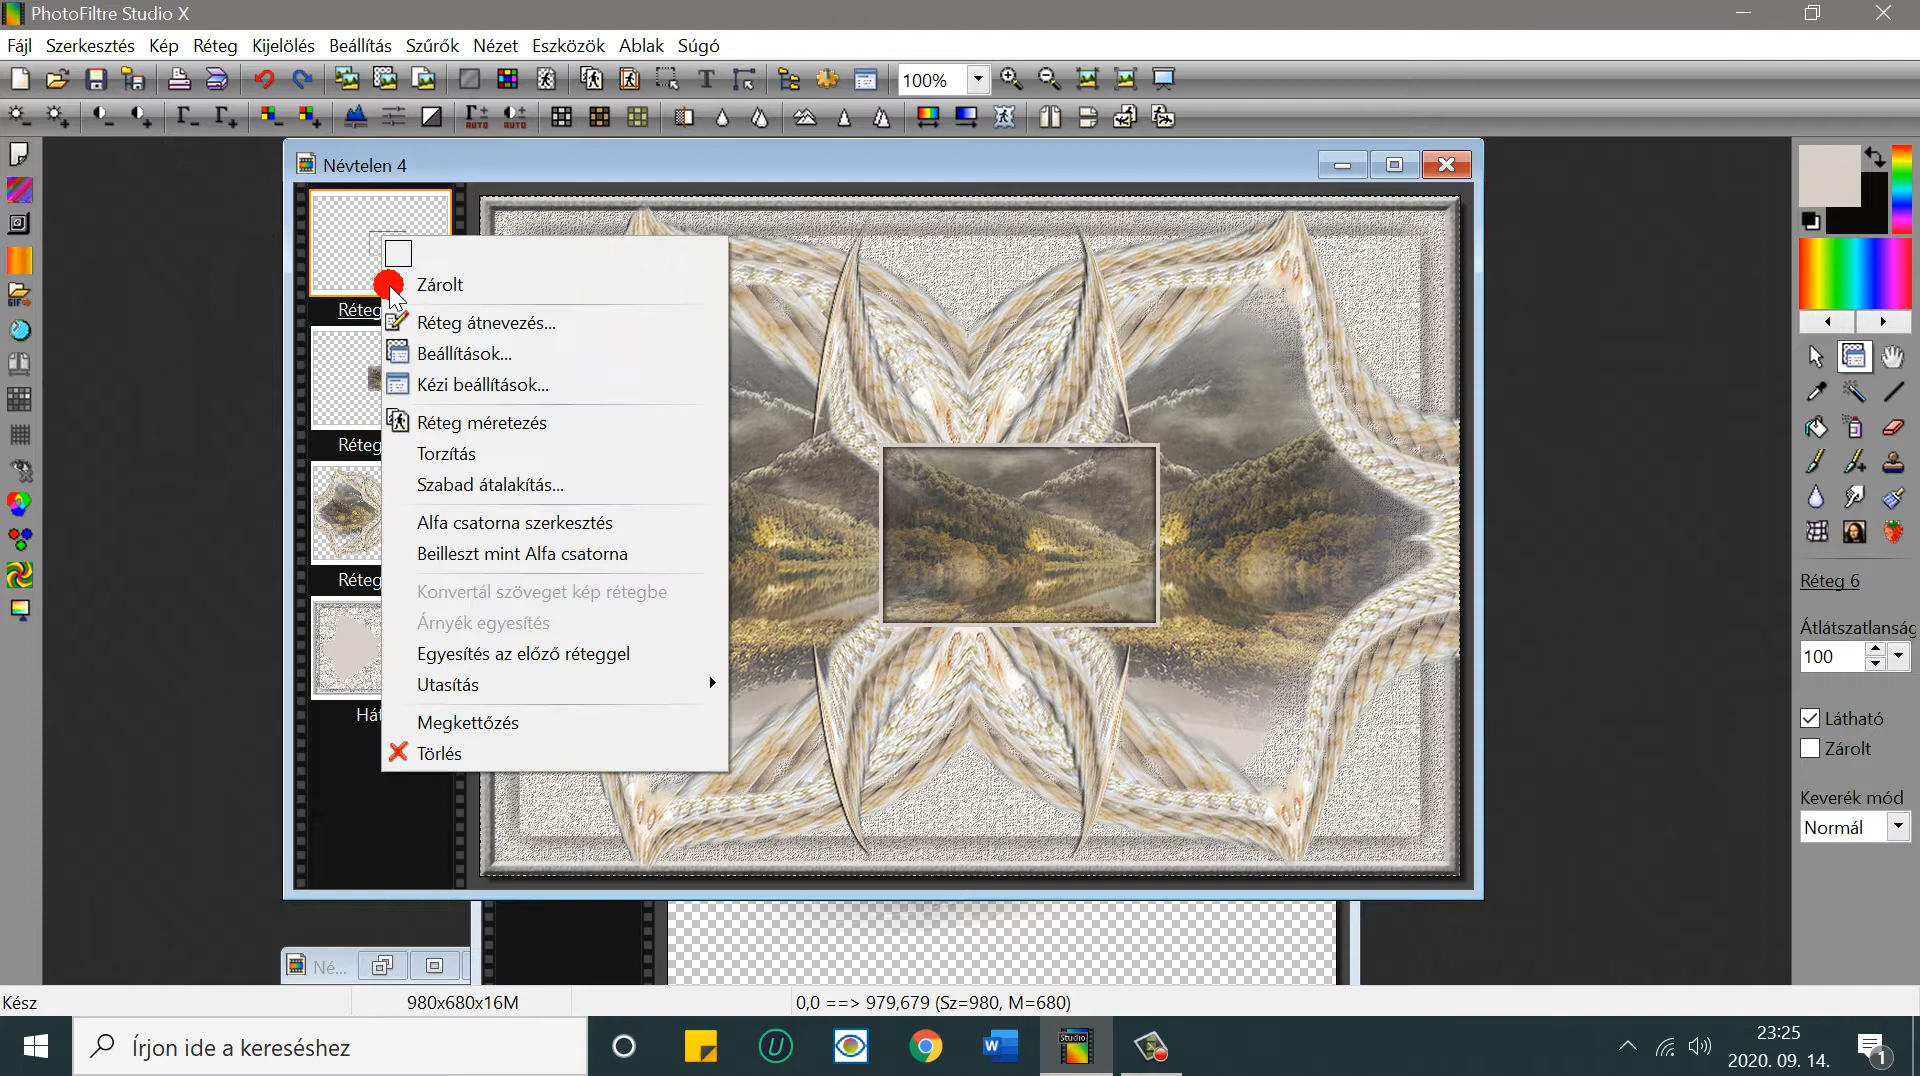 PhotoFiltre Studio X
Fájl Szerkesztés Kép Réteg Kijelölés Beállítás Szűrők Nézet Eszközök Ablak Súgó
100%
Névtelen 4
Zárolt
Réteg
Réteg átnevezés...
Beállítások...
Kézi beállítások...
Réteg méretezés
Réteg
Torzítás
Szabad átalakítás...
Alfa csatorna szerkesztés
Beilleszt mint Alfa csatorna
Réteg
Konvertál szöveget kép rétegbe
Árnyék egyesítés
Egyesítés az előző réteggel
Utasítás
Hát
Megkettőzés
Törlés
Réteg 6
Átlátszatlanság
100
Látható
Zárolt
Keverék mód
Normál
Né...
Kész 980x680x16M 0,0 ==> 979,679 (Sz=980, M=680)
Írjon ide a kereséshez
Studio
23:25
2020. 09. 14.
1